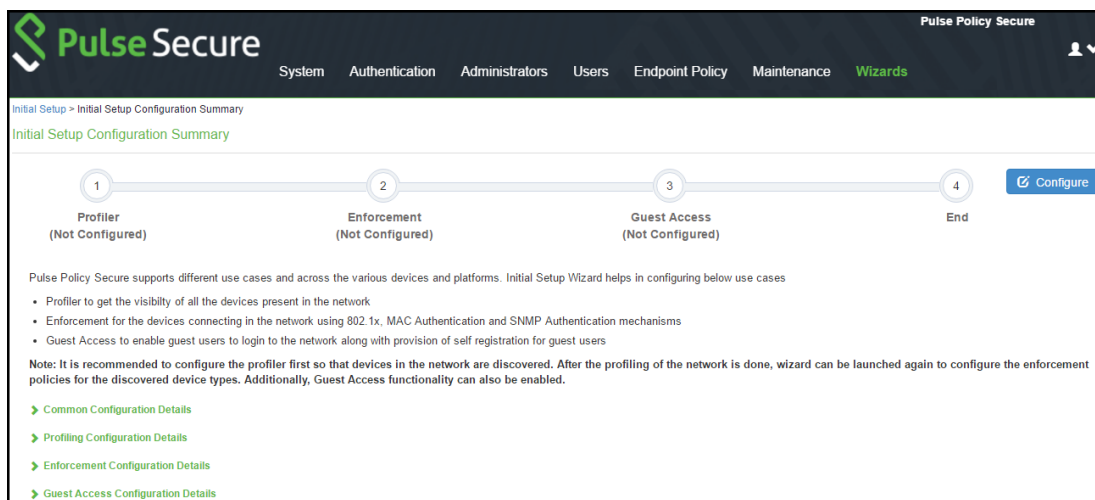 Pulse Policy Secure
Pulse Secure
System Authentication Administrators Users Endpoint Policy Maintenance Wizards
Initial Setup > Initial Setup Configuration Summary
Initial Setup Configuration Summary
1 2 3 4 Configure
Profiler Enforcement Guest Access End
(Not Configured) (Not Configured) (Not Configured)
Pulse Policy Secure supports different use cases and across the various devices and platforms. Initial Setup Wizard helps in configuring below use cases
• Profiler to get the visibilty of all the devices present in the network
• Enforcement for the devices connecting in the network using 802.1x, MAC Authentication and SNMP Authentication mechanisms
• Guest Access to enable guest users to login to the network along with provision of self registration for guest users
Note: It is recommended to configure the profiler first so that devices in the network are discovered. After the profiling of the network is done, wizard can be launched again to configure the enforcement
policies for the discovered device types. Additionally, Guest Access functionality can also be enabled.
Common Configuration Details
Profiling Configuration Details
Enforcement Configuration Details
Guest Access Configuration Details